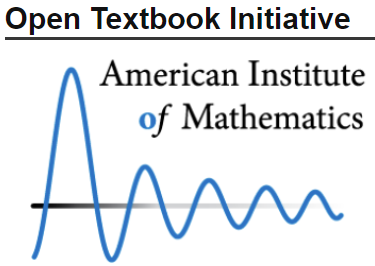 Open Textbook Initiative
American Institute
of Mathematics